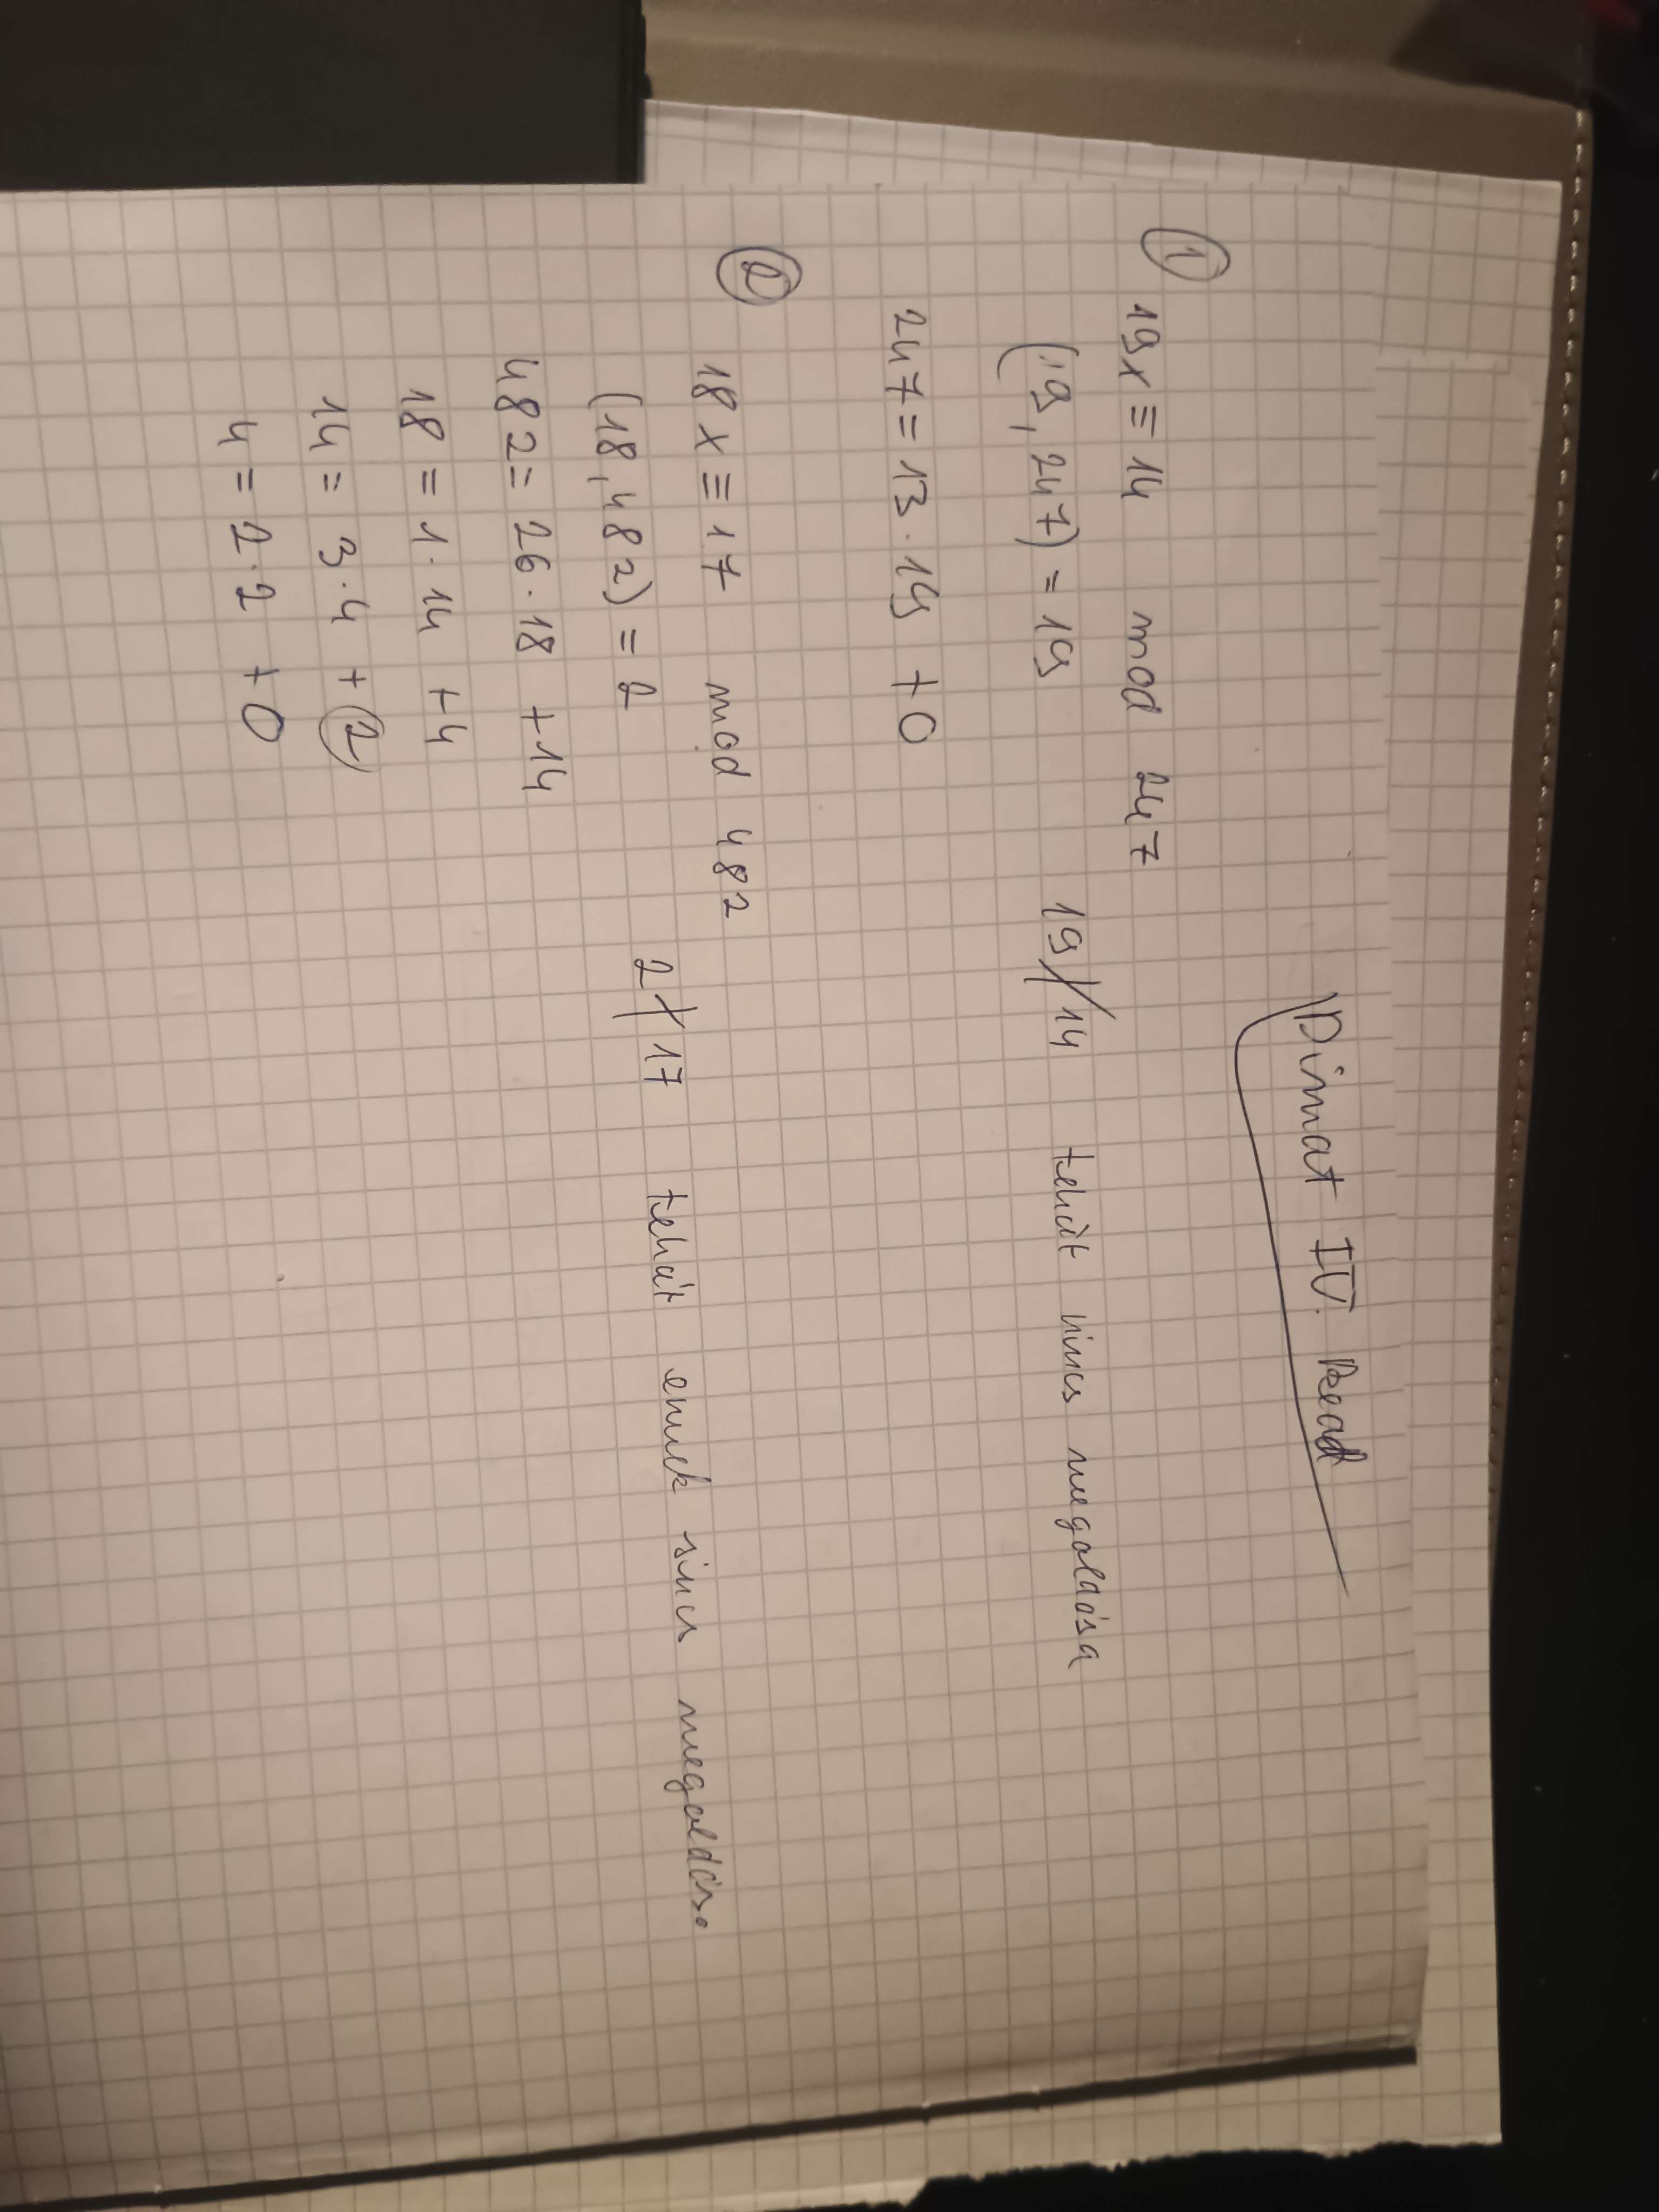 Dimat IV. Bead
①
19x ≡ 14 mod 247
(19, 247) = 19 19∤14 tehát nincs megoldása
247 = 13 · 19 + 0
②
18x ≡ 17 mod 482
(18, 482) = 2 2∤17 tehát ennek sincs megoldása
482 = 26 · 18 + 14
18 = 1 · 14 + 4
14 = 3 · 4 + ②
4 = 2 · 2 + 0